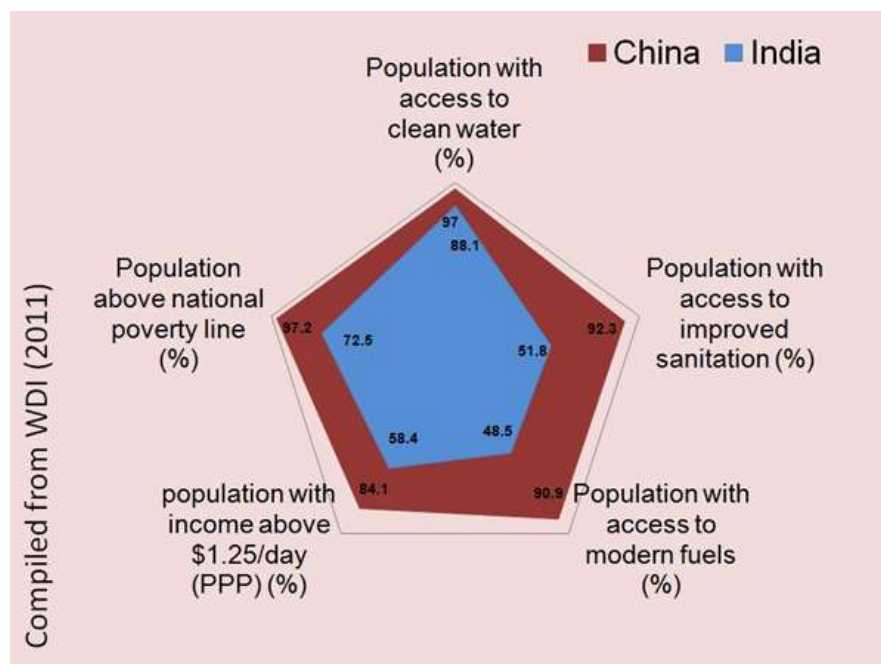 China India
Population with
access to
clean water
(%)
97
88.1
Population
above national
poverty line
(%)
97.2
72.5
Population with
access to
improved
sanitation (%)
92.3
51.8
58.4
84.1
48.5
90.9
population with
income above
$1.25/day
(PPP) (%)
Population with
access to
modern fuels
(%)
Compiled from WDI (2011)